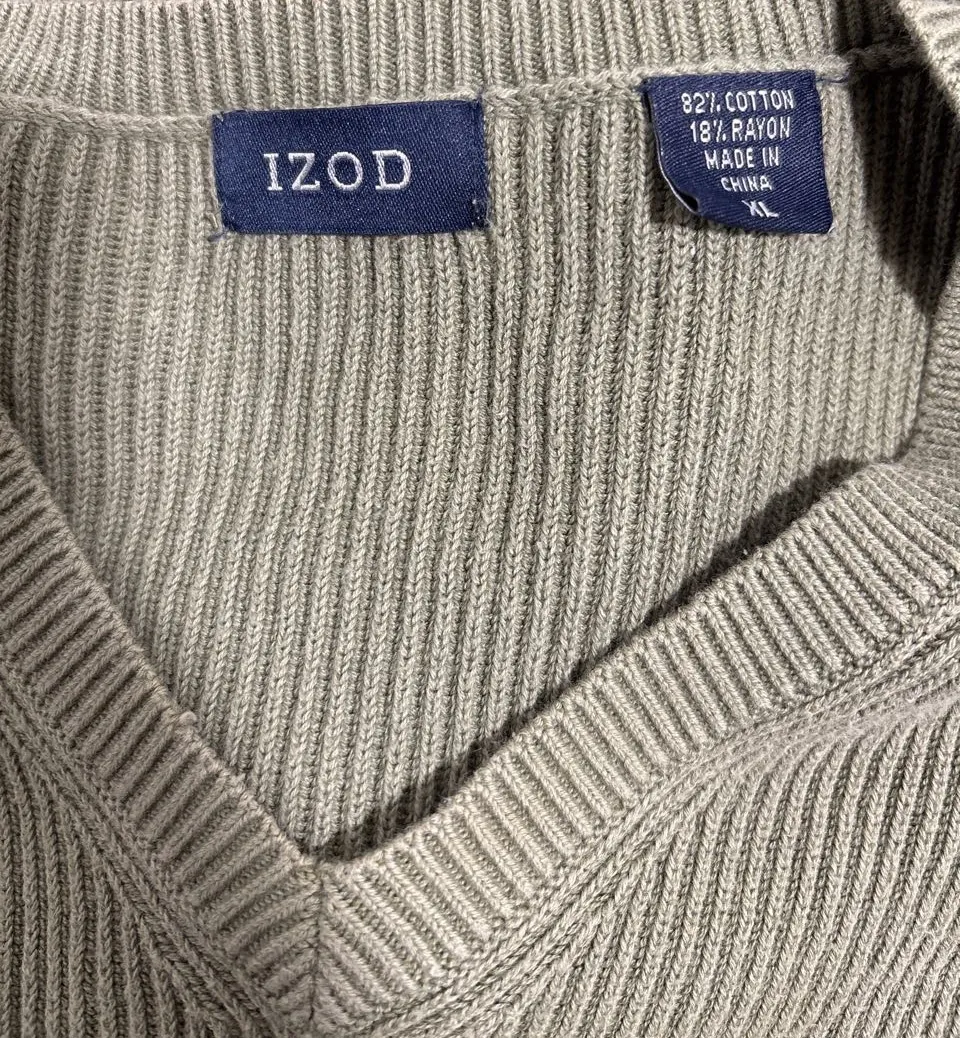 IZOD
82% COTTON
18% RAYON
MADE IN
CHINA
XL